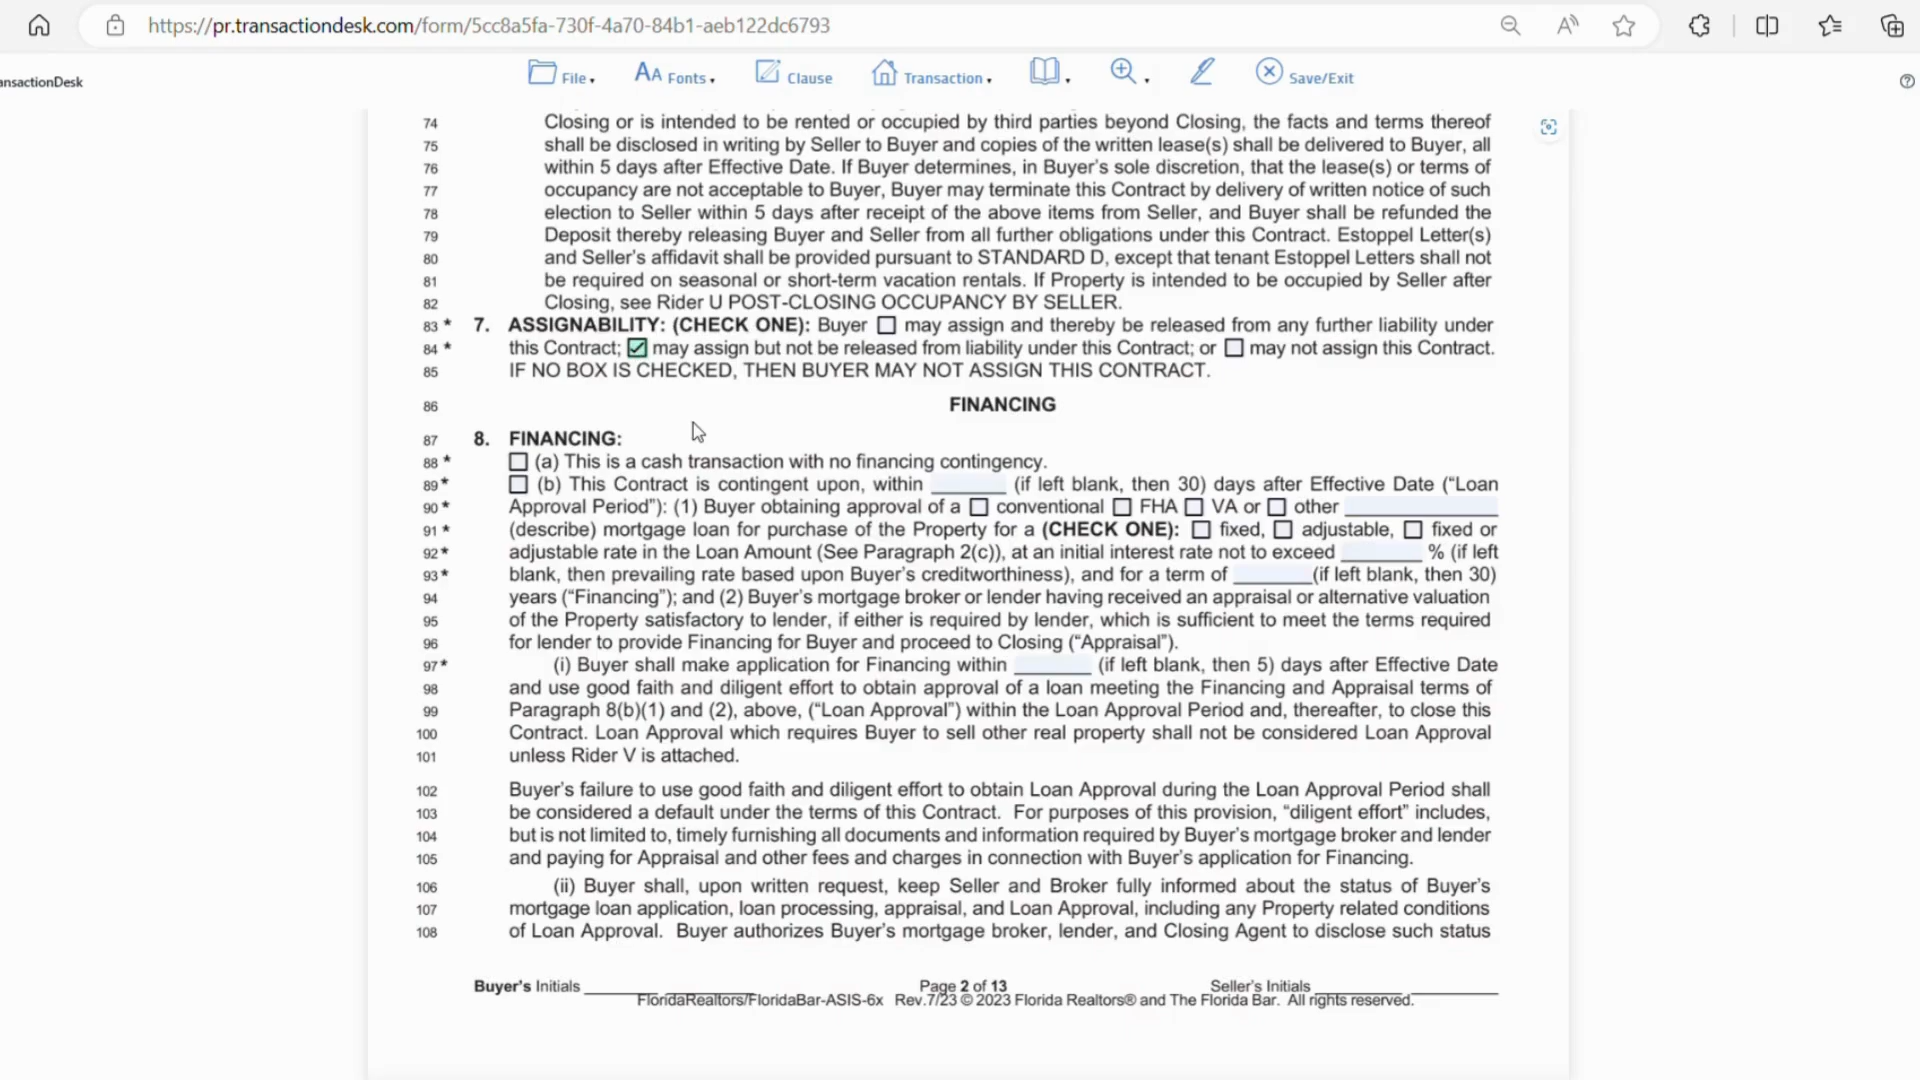 https://pr.transactiondesk.com/form/5cc8a5fa-730f-4a70-84b1-aeb122dc6793
ansactionDesk
File
AA Fonts
Clause
Transaction
Save/Exit
74 Closing or is intended to be rented or occupied by third parties beyond Closing, the facts and terms thereof
75 shall be disclosed in writing by Seller to Buyer and copies of the written lease(s) shall be delivered to Buyer, all
76 within 5 days after Effective Date. If Buyer determines, in Buyer's sole discretion, that the lease(s) or terms of
77 occupancy are not acceptable to Buyer, Buyer may terminate this Contract by delivery of written notice of such
78 election to Seller within 5 days after receipt of the above items from Seller, and Buyer shall be refunded the
79 Deposit thereby releasing Buyer and Seller from all further obligations under this Contract. Estoppel Letter(s)
80 and Seller's affidavit shall be provided pursuant to STANDARD D, except that tenant Estoppel Letters shall not
81 be required on seasonal or short-term vacation rentals. If Property is intended to be occupied by Seller after
82 Closing, see Rider U POST-CLOSING OCCUPANCY BY SELLER.
83 * 7. ASSIGNABILITY: (CHECK ONE): Buyer ☐ may assign and thereby be released from any further liability under
84 * this Contract; ☑ may assign but not be released from liability under this Contract; or ☐ may not assign this Contract.
85 IF NO BOX IS CHECKED, THEN BUYER MAY NOT ASSIGN THIS CONTRACT.
86 FINANCING
87 8. FINANCING:
88 * ☐ (a) This is a cash transaction with no financing contingency.
89 * ☐ (b) This Contract is contingent upon, within ______ (if left blank, then 30) days after Effective Date (“Loan
90 * Approval Period”): (1) Buyer obtaining approval of a ☐ conventional ☐ FHA ☐ VA or ☐ other ______
91 * (describe) mortgage loan for purchase of the Property for a (CHECK ONE): ☐ fixed, ☐ adjustable, ☐ fixed or
92 * adjustable rate in the Loan Amount (See Paragraph 2(c)), at an initial interest rate not to exceed ______ % (if left
93 * blank, then prevailing rate based upon Buyer's creditworthiness), and for a term of ______(if left blank, then 30)
94 years (“Financing”); and (2) Buyer's mortgage broker or lender having received an appraisal or alternative valuation
95 of the Property satisfactory to lender, if either is required by lender, which is sufficient to meet the terms required
96 for lender to provide Financing for Buyer and proceed to Closing (“Appraisal”).
97 * (i) Buyer shall make application for Financing within ______ (if left blank, then 5) days after Effective Date
98 and use good faith and diligent effort to obtain approval of a loan meeting the Financing and Appraisal terms of
99 Paragraph 8(b)(1) and (2), above, (“Loan Approval”) within the Loan Approval Period and, thereafter, to close this
100 Contract. Loan Approval which requires Buyer to sell other real property shall not be considered Loan Approval
101 unless Rider V is attached.
102 Buyer's failure to use good faith and diligent effort to obtain Loan Approval during the Loan Approval Period shall
103 be considered a default under the terms of this Contract. For purposes of this provision, “diligent effort” includes,
104 but is not limited to, timely furnishing all documents and information required by Buyer's mortgage broker and lender
105 and paying for Appraisal and other fees and charges in connection with Buyer's application for Financing.
106 (ii) Buyer shall, upon written request, keep Seller and Broker fully informed about the status of Buyer's
107 mortgage loan application, loan processing, appraisal, and Loan Approval, including any Property related conditions
108 of Loan Approval. Buyer authorizes Buyer's mortgage broker, lender, and Closing Agent to disclose such status
Buyer's Initials ______ ______ Page 2 of 13 Seller's Initials ______ ______
FloridaRealtors/FloridaBar-ASIS-6x Rev.7/23 © 2023 Florida Realtors® and The Florida Bar. All rights reserved.